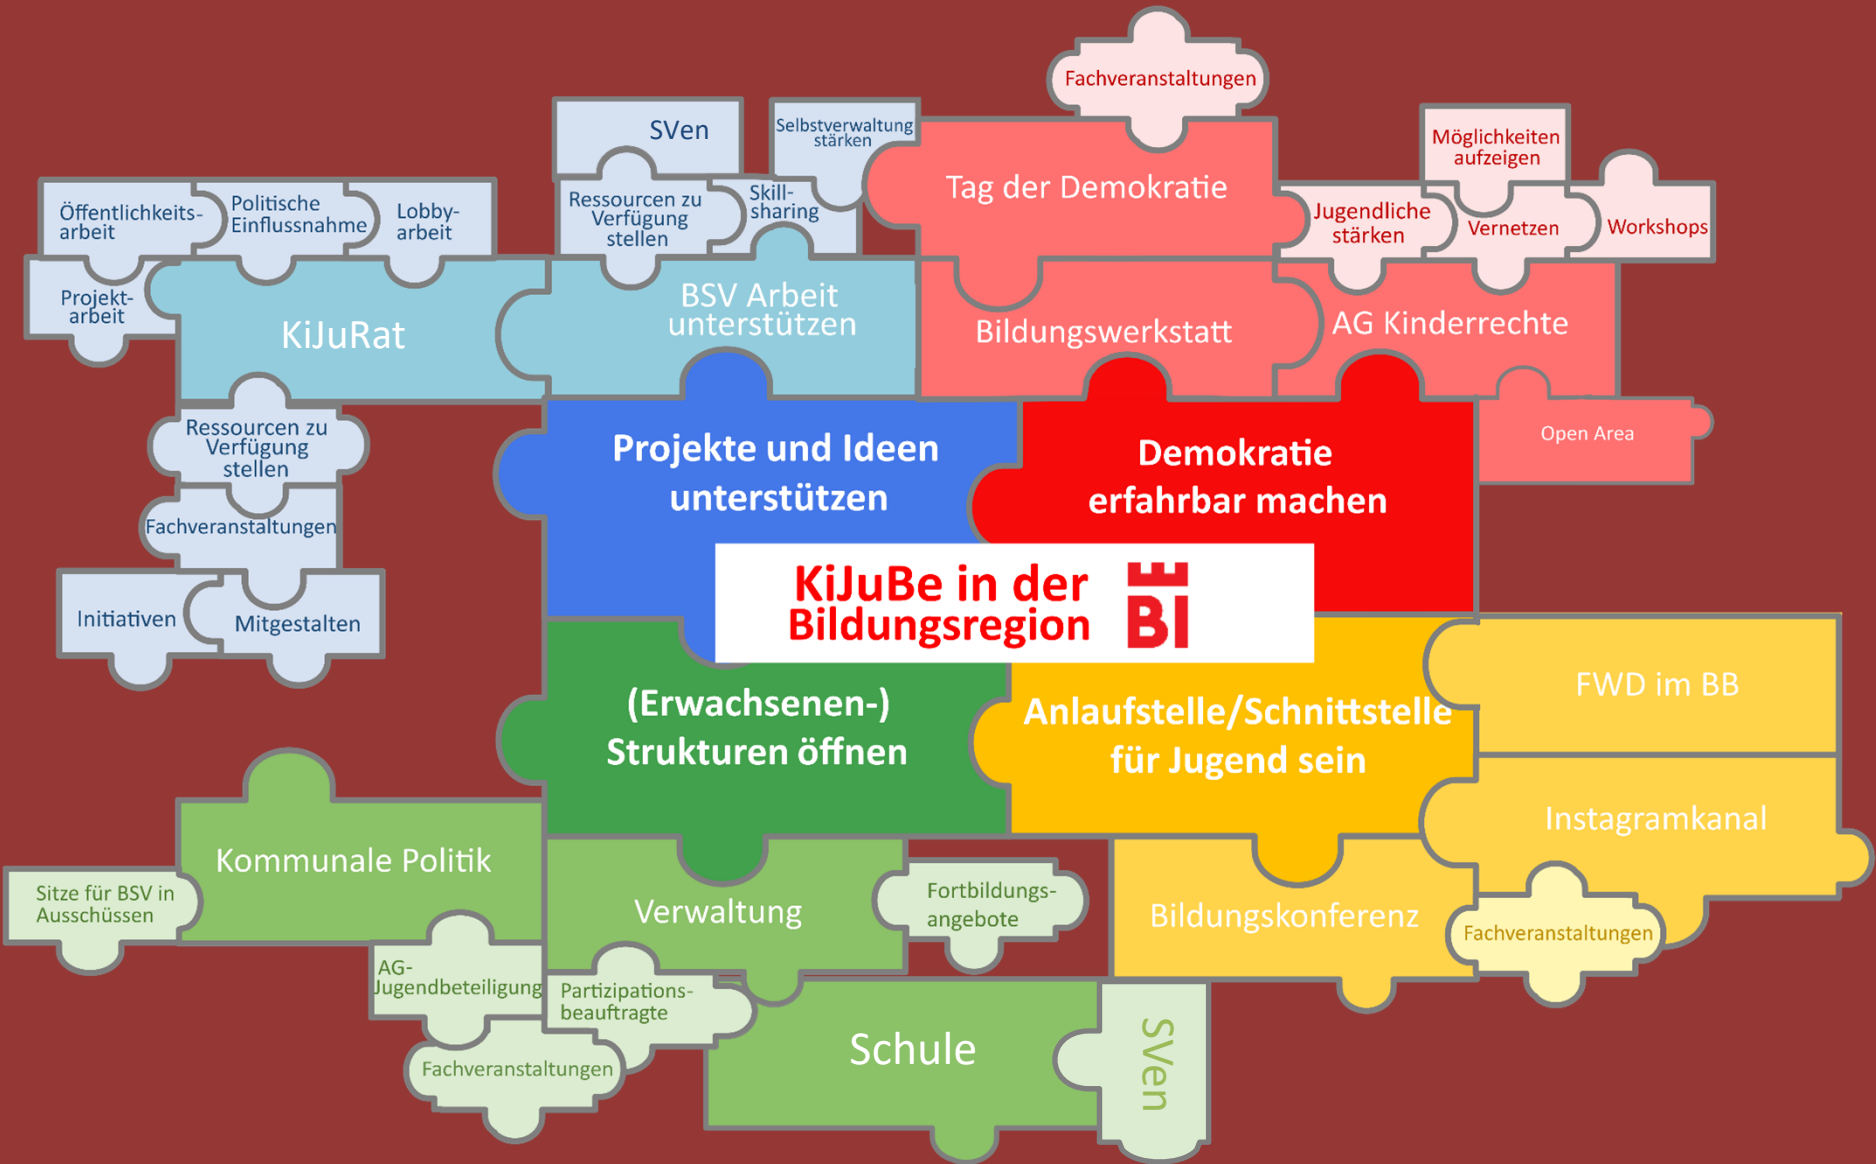 Fachveranstaltungen
SVen
Selbstverwaltung
stärken
Möglichkeiten
aufzeigen
Tag der Demokratie
Ressourcen zu
Verfügung
stellen
Skill-
sharing
Öffentlichkeits-
arbeit
Politische
Einflussnahme
Lobby-
arbeit
Jugendliche
stärken
Vernetzen
Workshops
Projekt-
arbeit
KiJuRat
BSV Arbeit
unterstützen
Bildungswerkstatt
AG Kinderrechte
Ressourcen zu
Verfügung
stellen
Projekte und Ideen
unterstützen
Demokratie
erfahrbar machen
Open Area
Fachveranstaltungen
Initiativen
Mitgestalten
KiJuBe in der
Bildungsregion
BI
(Erwachsenen-)
Strukturen öffnen
Anlaufstelle/Schnittstelle
für Jugend sein
FWD im BB
Instagramkanal
Kommunale Politik
Sitze für BSV in
Ausschüssen
Verwaltung
Fortbildungs-
angebote
Bildungskonferenz
Fachveranstaltungen
AG-
Jugendbeteiligung
Partizipations-
beauftragte
Fachveranstaltungen
Schule
SVen